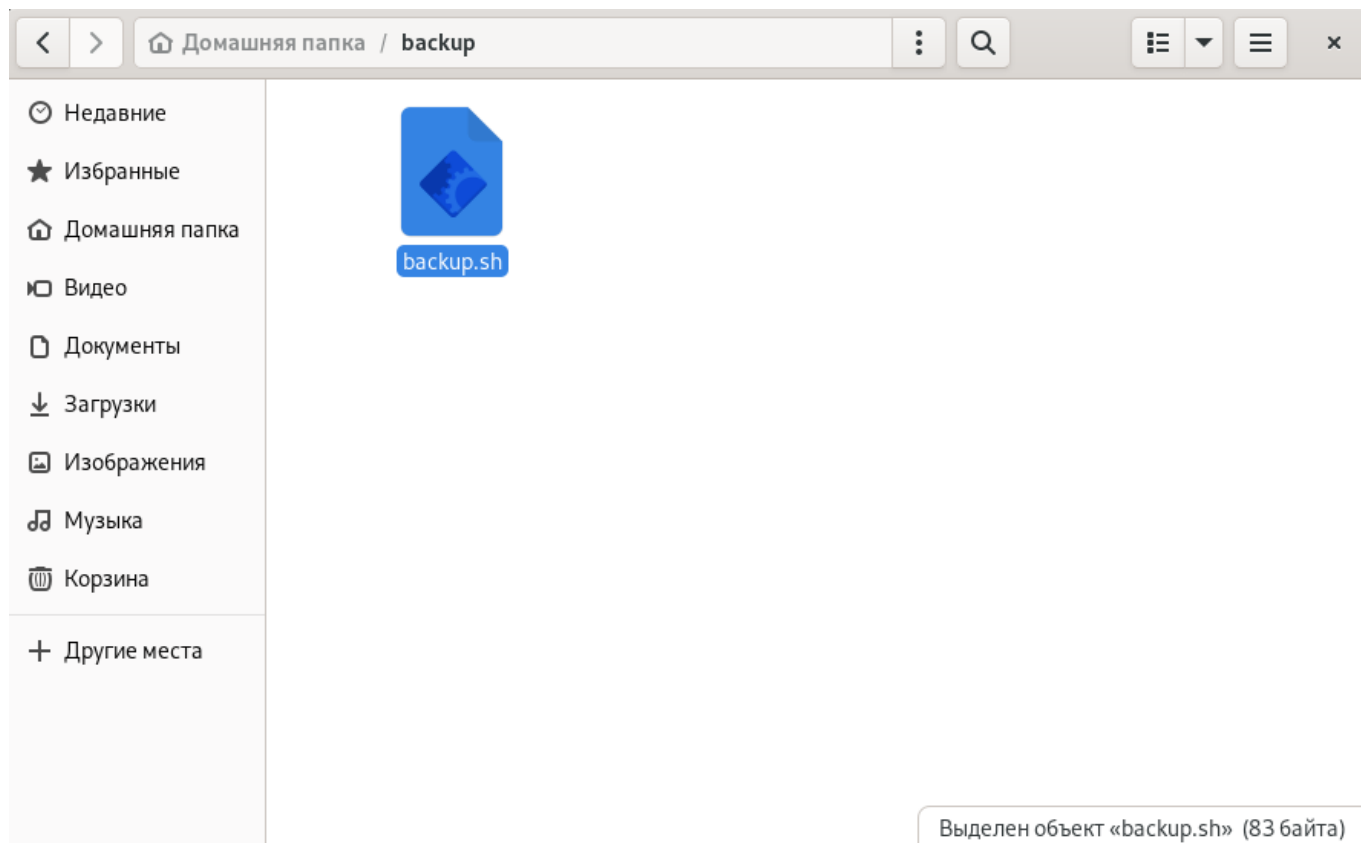 Домашняя папка / backup
Недавние
Избранные
Домашняя папка
Видео
Документы
Загрузки
Изображения
Музыка
Корзина
Другие места
backup.sh
Выделен объект «backup.sh» (83 байта)